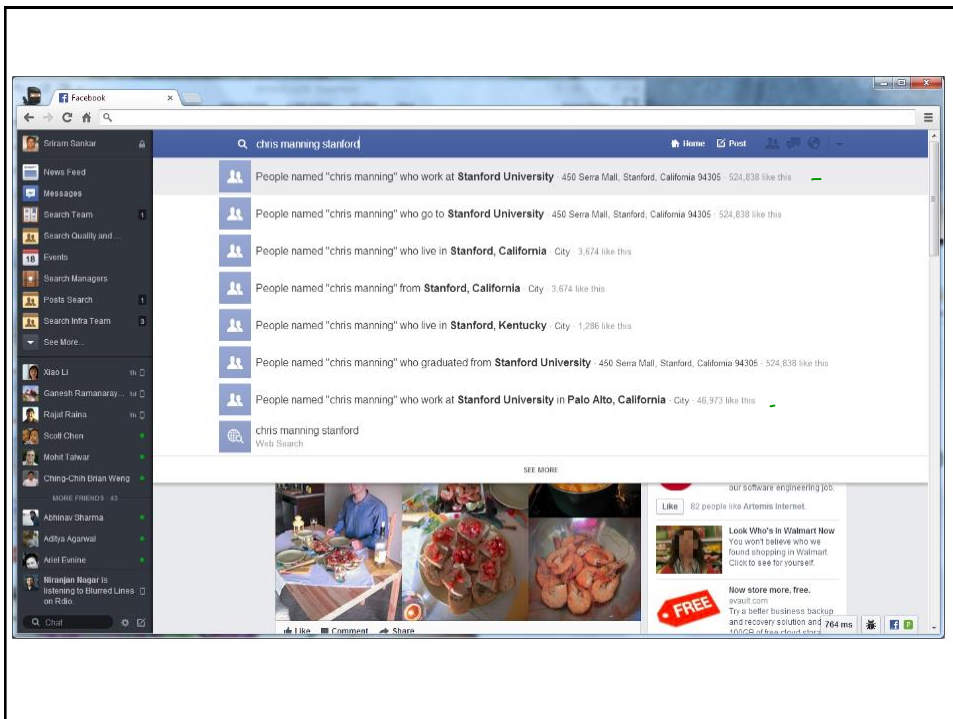 Facebook
Sriram Sankar
chris manning stanford
Home
Post
News Feed
Messages
Search Team 1
Search Quality and ...
18 Events
Search Managers
Posts Search 1
Search Infra Team 3
See More...
People named "chris manning" who work at Stanford University · 450 Serra Mall, Stanford, California 94305 · 524,838 like this
People named "chris manning" who go to Stanford University · 450 Serra Mall, Stanford, California 94305 · 524,838 like this
People named "chris manning" who live in Stanford, California · City · 3,674 like this
People named "chris manning" from Stanford, California · City · 3,674 like this
People named "chris manning" who live in Stanford, Kentucky · City · 1,286 like this
People named "chris manning" who graduated from Stanford University · 450 Serra Mall, Stanford, California 94305 · 524,838 like this
People named "chris manning" who work at Stanford University in Palo Alto, California · City · 46,973 like this
chris manning stanford
Web Search
SEE MORE
Xiao Li 1h
Ganesh Ramanaray... 1d
Rajat Raina 1h
Scott Chen
Mohit Talwar
Ching-Chih Brian Weng
MORE FRIENDS · 43
Abhinav Sharma
Aditya Agarwal
Ariel Evnine
Niranjan Nagar is
listening to Blurred Lines
on Rdio.
Chat
Like Comment Share
our software engineering job.
Like 82 people like Artemis Internet.
Look Who's In Walmart Now
You won't believe who we
found shopping in Walmart
Click to see for yourself.
FREE
Now store more, free.
evault.com
Try a better business backup
and recovery solution and
100GB of free cloud
764 ms